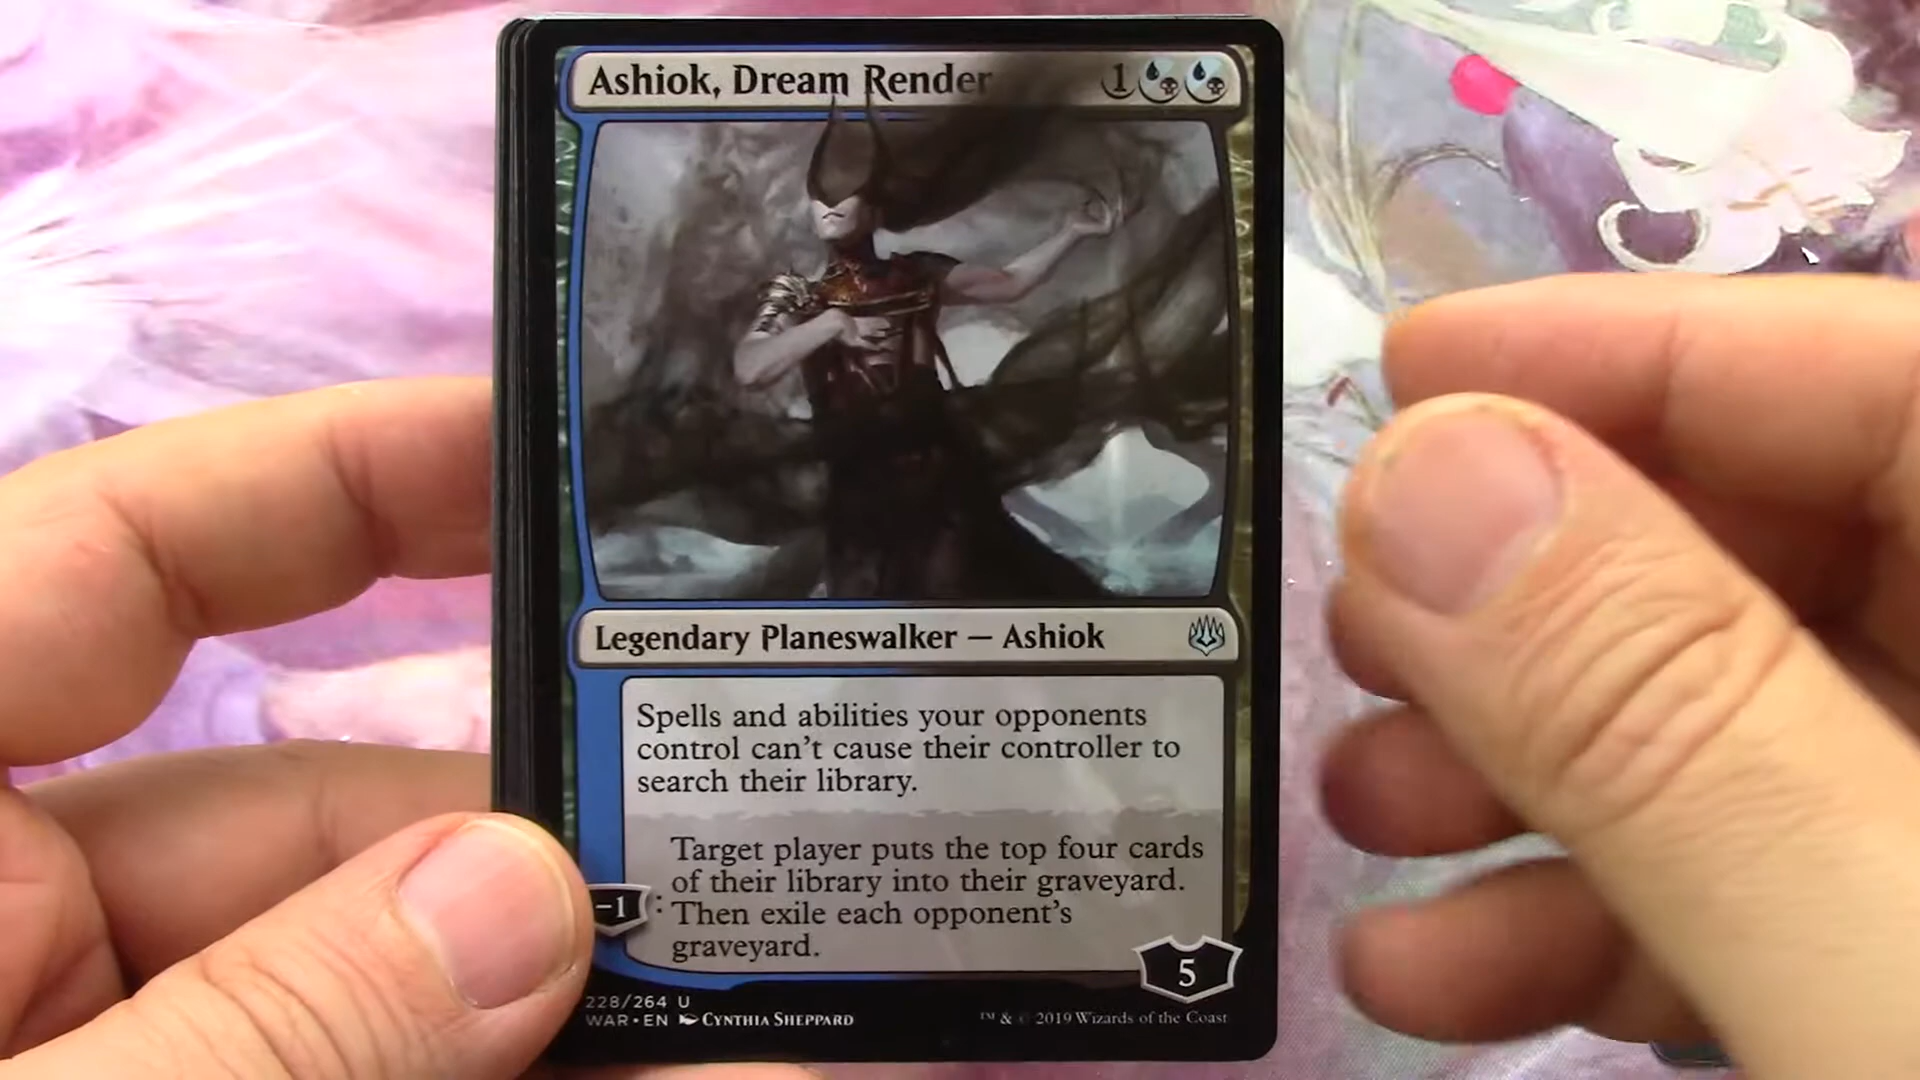 Ashiok, Dream Render 1
Legendary Planeswalker — Ashiok
Spells and abilities your opponents
control can't cause their controller to
search their library.
Target player puts the top four cards
of their library into their graveyard.
−1 : Then exile each opponent's
graveyard.
5
228/264 U
WAR • EN CYNTHIA SHEPPARD
™ & © 2019 Wizards of the Coast